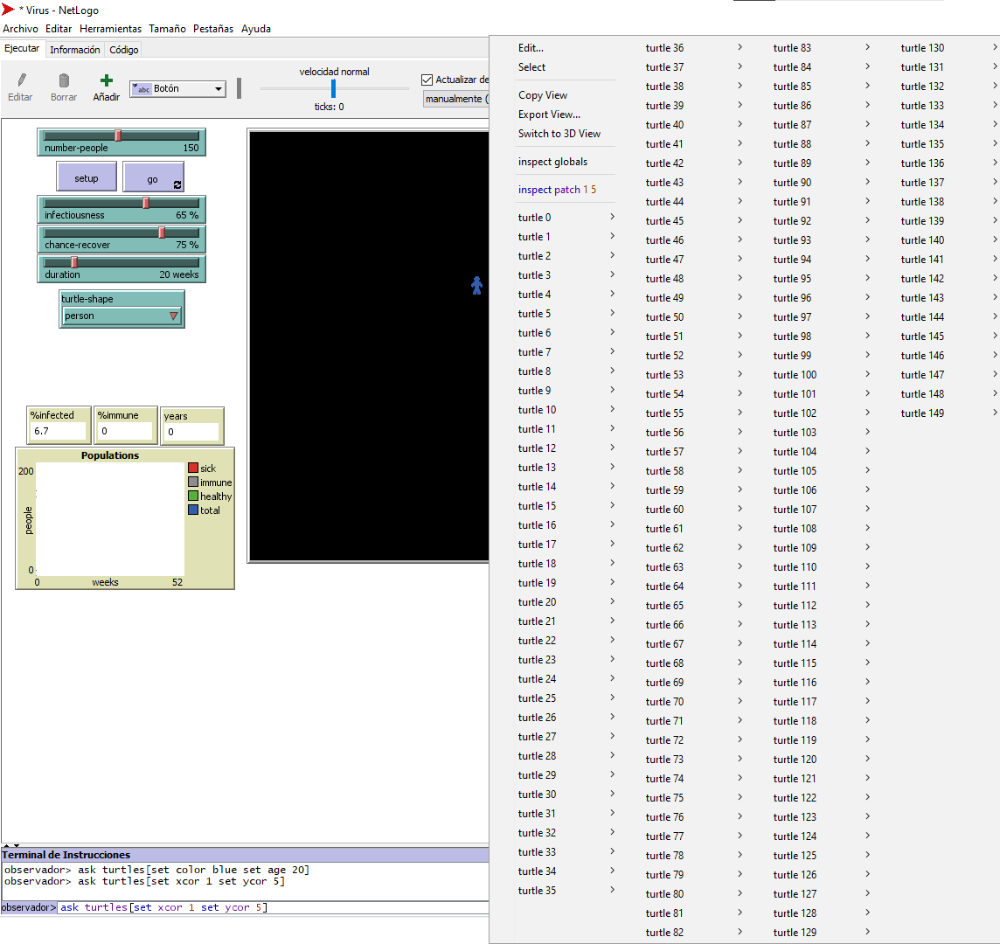 * Virus - NetLogo
Archivo Editar Herramientas Tamaño Pestañas Ayuda
Ejecutar Información Código
Editar Borrar Añadir
abc Botón
velocidad normal
ticks: 0
Actualizar de
manualmente (
number-people 150
setup
go
infectiousness 65 %
chance-recover 75 %
duration 20 weeks
turtle-shape
person
%infected
6.7
%immune
0
years
0
Populations
200
people
0
0 weeks 52
sick
immune
healthy
total
Terminal de Instrucciones
observador> ask turtles[set color blue set age 20]
observador> ask turtles[set xcor 1 set ycor 5]
observador> ask turtles[set xcor 1 set ycor 5]
Edit...
Select
Copy View
Export View...
Switch to 3D View
inspect globals
inspect patch 1 5
turtle 0
turtle 1
turtle 2
turtle 3
turtle 4
turtle 5
turtle 6
turtle 7
turtle 8
turtle 9
turtle 10
turtle 11
turtle 12
turtle 13
turtle 14
turtle 15
turtle 16
turtle 17
turtle 18
turtle 19
turtle 20
turtle 21
turtle 22
turtle 23
turtle 24
turtle 25
turtle 26
turtle 27
turtle 28
turtle 29
turtle 30
turtle 31
turtle 32
turtle 33
turtle 34
turtle 35
turtle 36
turtle 37
turtle 38
turtle 39
turtle 40
turtle 41
turtle 42
turtle 43
turtle 44
turtle 45
turtle 46
turtle 47
turtle 48
turtle 49
turtle 50
turtle 51
turtle 52
turtle 53
turtle 54
turtle 55
turtle 56
turtle 57
turtle 58
turtle 59
turtle 60
turtle 61
turtle 62
turtle 63
turtle 64
turtle 65
turtle 66
turtle 67
turtle 68
turtle 69
turtle 70
turtle 71
turtle 72
turtle 73
turtle 74
turtle 75
turtle 76
turtle 77
turtle 78
turtle 79
turtle 80
turtle 81
turtle 82
turtle 83
turtle 84
turtle 85
turtle 86
turtle 87
turtle 88
turtle 89
turtle 90
turtle 91
turtle 92
turtle 93
turtle 94
turtle 95
turtle 96
turtle 97
turtle 98
turtle 99
turtle 100
turtle 101
turtle 102
turtle 103
turtle 104
turtle 105
turtle 106
turtle 107
turtle 108
turtle 109
turtle 110
turtle 111
turtle 112
turtle 113
turtle 114
turtle 115
turtle 116
turtle 117
turtle 118
turtle 119
turtle 120
turtle 121
turtle 122
turtle 123
turtle 124
turtle 125
turtle 126
turtle 127
turtle 128
turtle 129
turtle 130
turtle 131
turtle 132
turtle 133
turtle 134
turtle 135
turtle 136
turtle 137
turtle 138
turtle 139
turtle 140
turtle 141
turtle 142
turtle 143
turtle 144
turtle 145
turtle 146
turtle 147
turtle 148
turtle 149